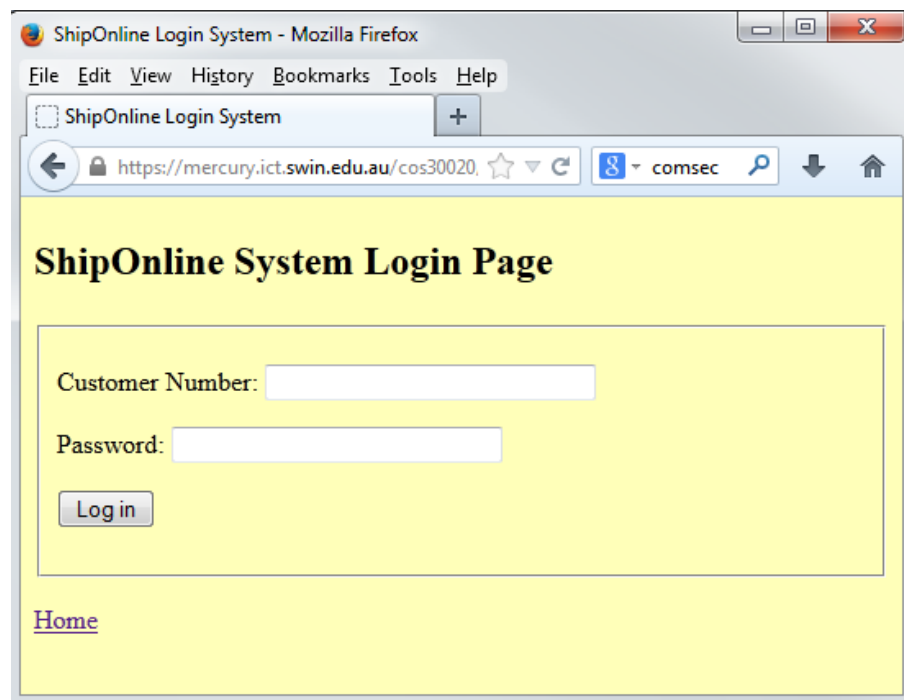 ShipOnline Login System - Mozilla Firefox
File Edit View History Bookmarks Tools Help
ShipOnline Login System +
https://mercury.ict.swin.edu.au/cos30020, 8 comsec
ShipOnline System Login Page
Customer Number:
Password:
Log in
Home